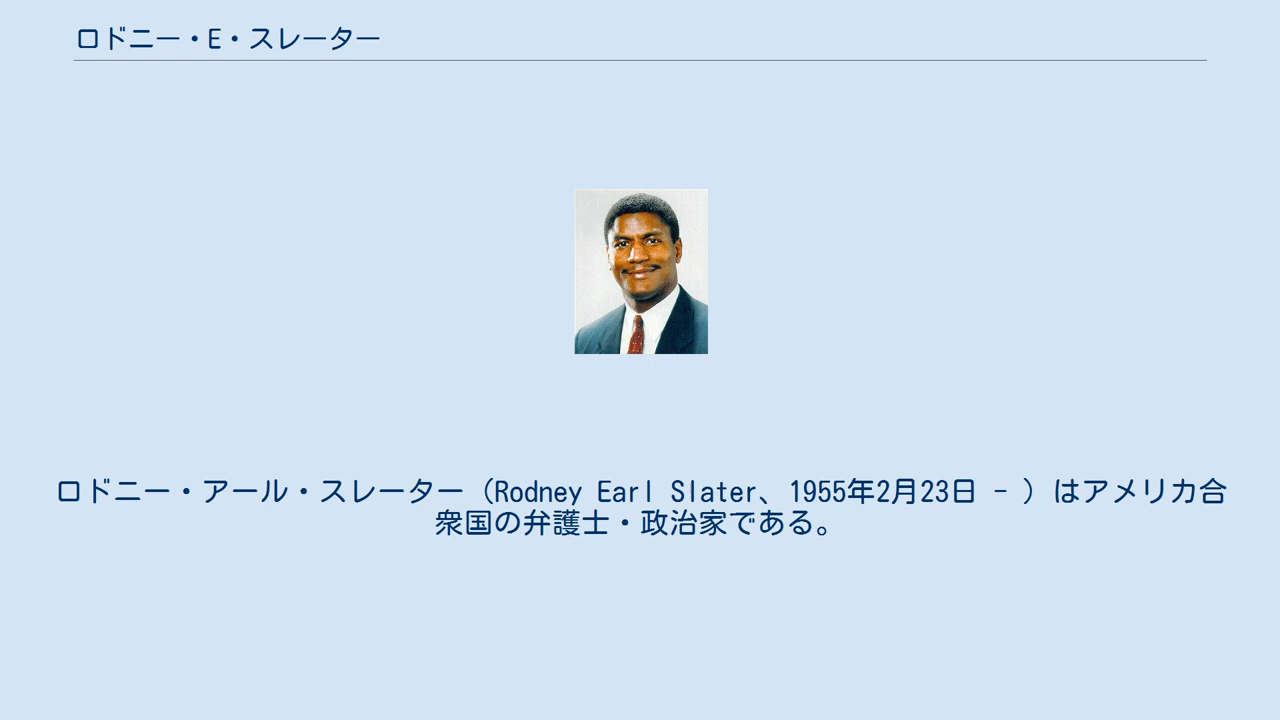 ロドニー・E・スレーター
ロドニー・アール・スレーター（Rodney Earl Slater、1955年2月23日 - ）はアメリカ合
衆国の弁護士・政治家である。